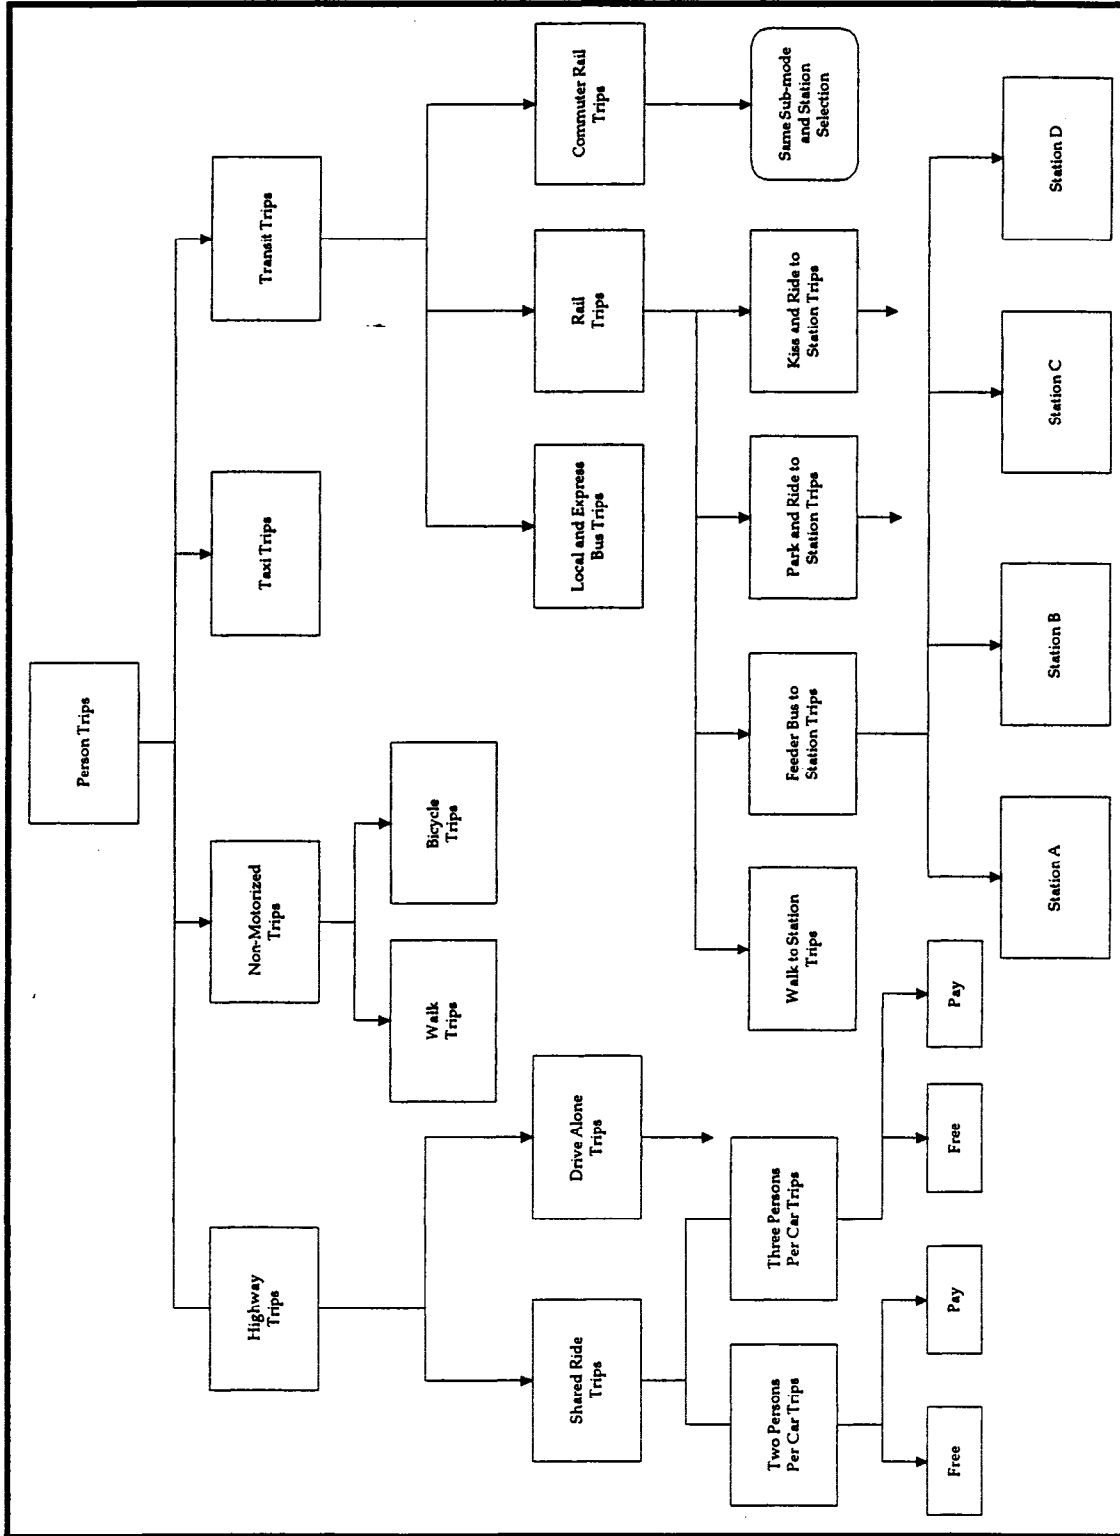 Person Trips
Highway
Trips
Non-Motorized
Trips
Taxi Trips
Transit Trips
Walk
Trips
Bicycle
Trips
Shared Ride
Trips
Drive Alone
Trips
Local and Express
Bus Trips
Rail
Trips
Commuter Rail
Trips
Two Persons
Per Car Trips
Three Persons
Per Car Trips
Walk to Station
Trips
Feeder Bus to
Station Trips
Park and Ride to
Station Trips
Kiss and Ride to
Station Trips
Same Sub-mode
and Station
Selection
Free
Pay
Free
Pay
Station A
Station B
Station C
Station D